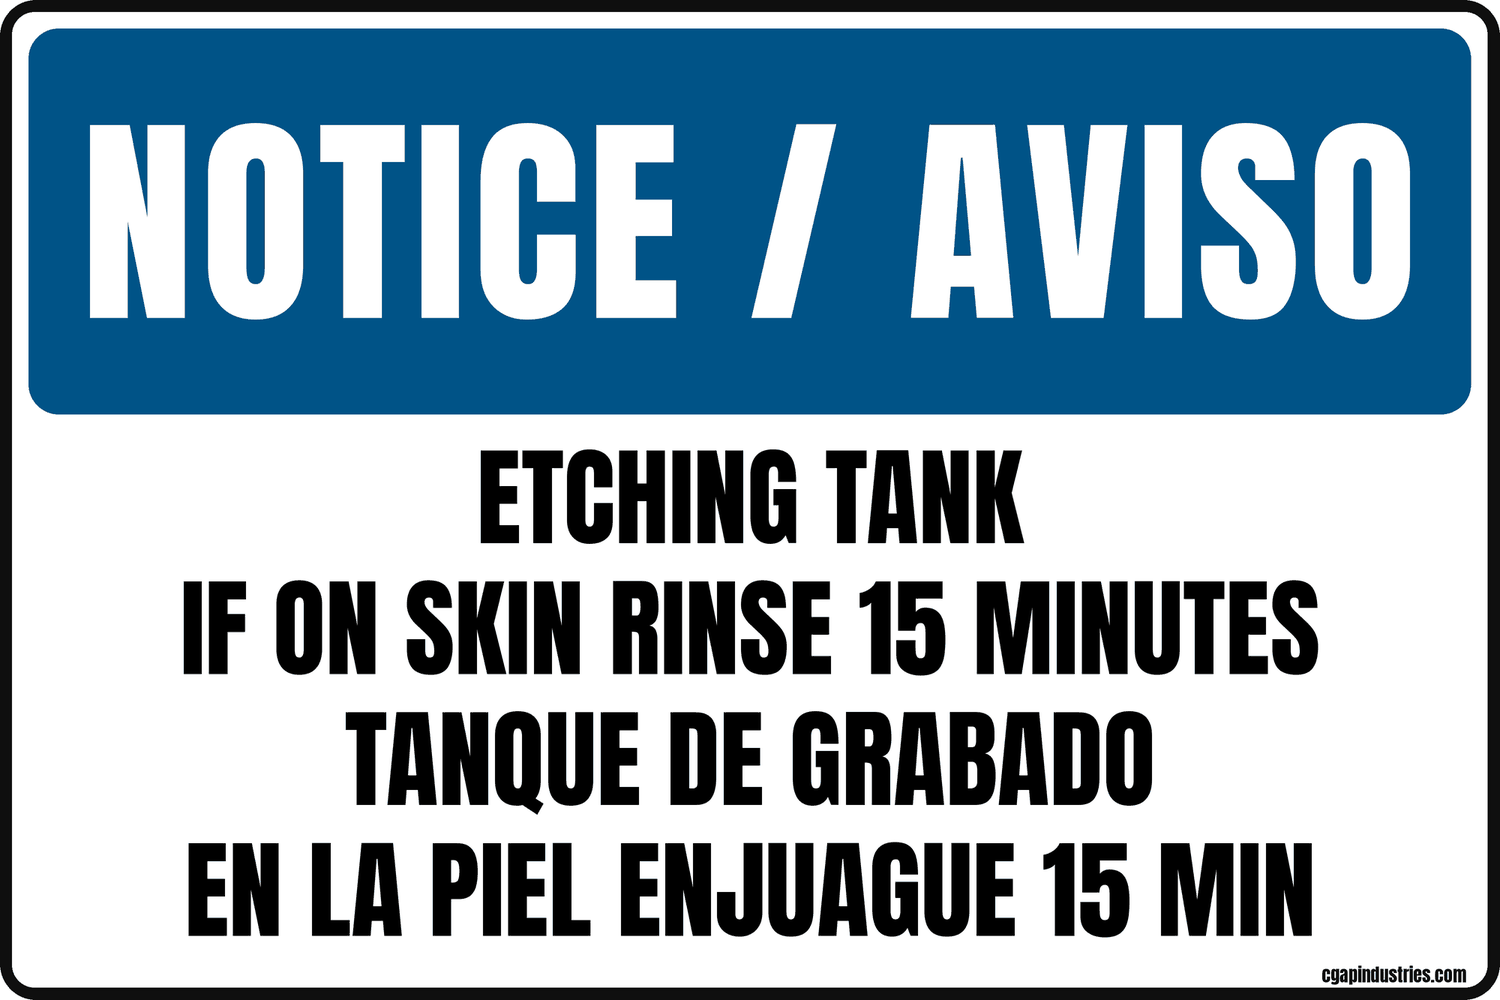 NOTICE / AVISO
ETCHING TANK
IF ON SKIN RINSE 15 MINUTES
TANQUE DE GRABADO
EN LA PIEL ENJUAGUE 15 MIN
cgapindustries.com